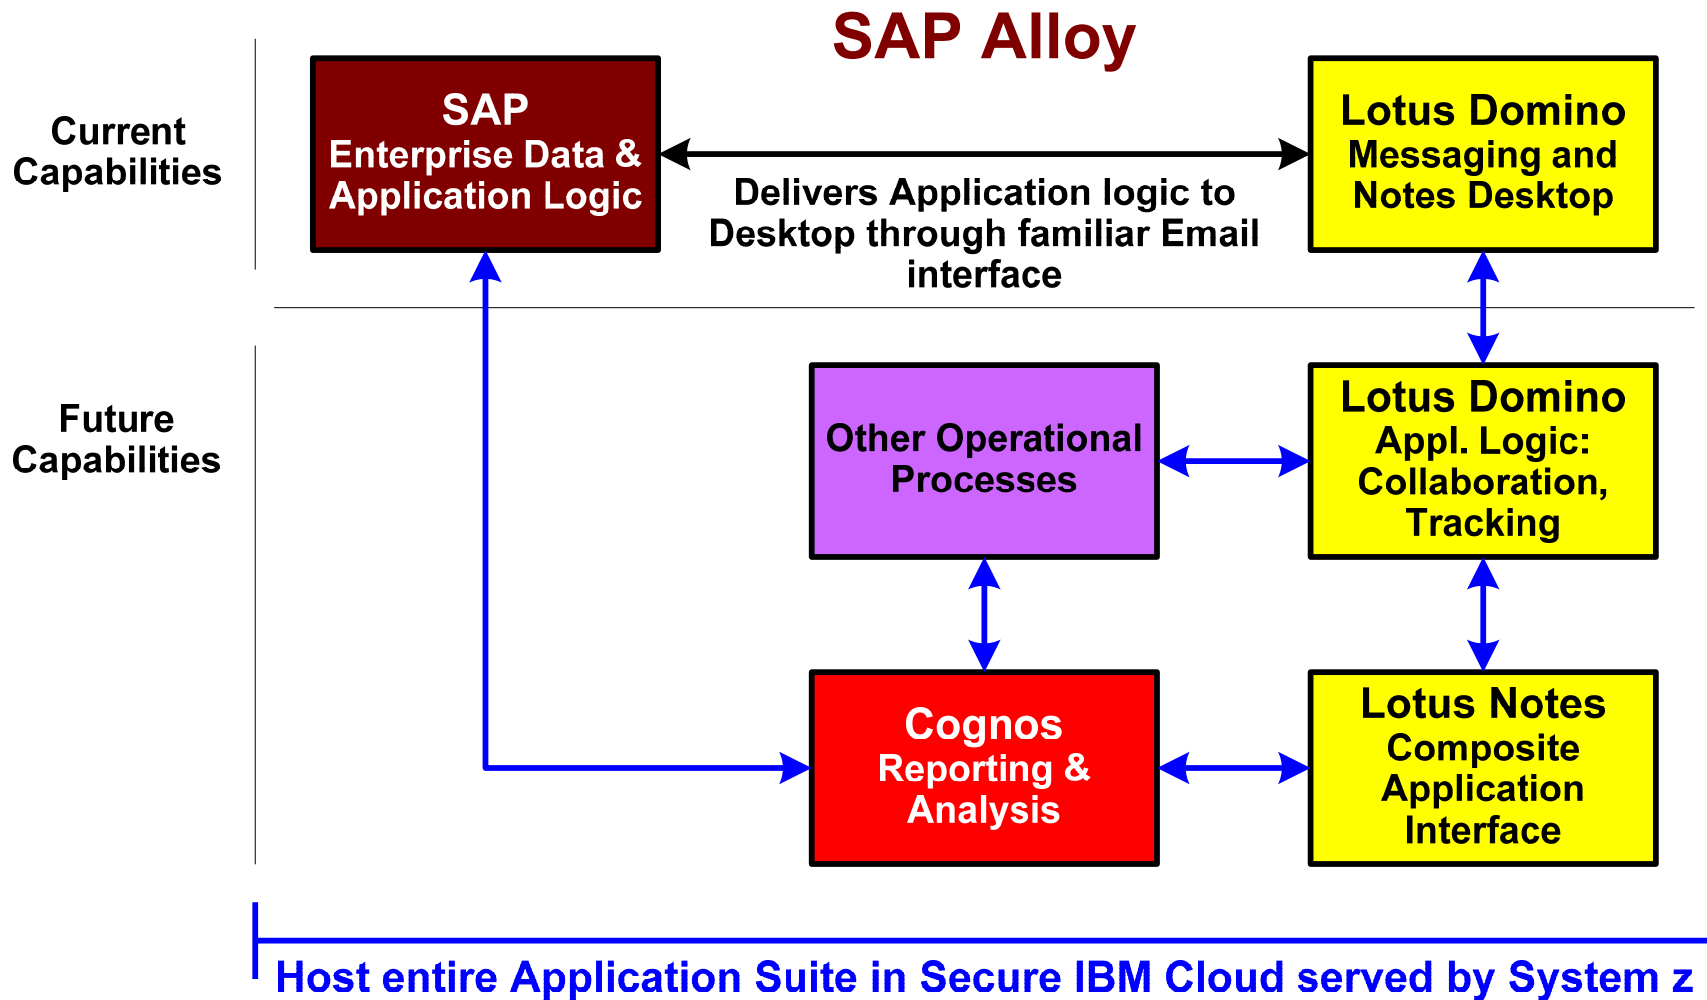 SAP Alloy
Current
Capabilities
SAP
Enterprise Data &
Application Logic
Delivers Application logic to
Desktop through familiar Email
interface
Lotus Domino
Messaging and
Notes Desktop
Future
Capabilities
Other Operational
Processes
Lotus Domino
Appl. Logic:
Collaboration,
Tracking
Cognos
Reporting &
Analysis
Lotus Notes
Composite
Application
Interface
Host entire Application Suite in Secure IBM Cloud served by System z